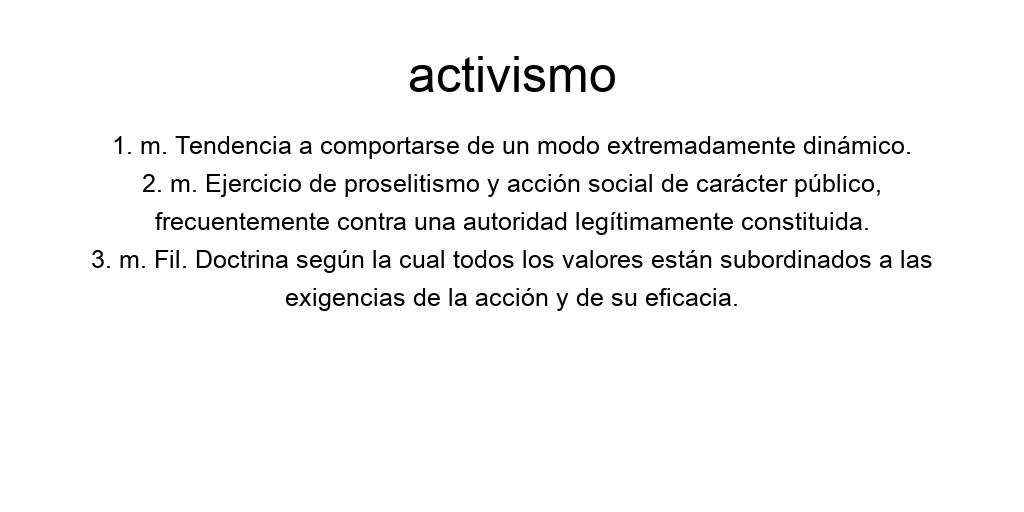 activismo
1. m. Tendencia a comportarse de un modo extremadamente dinámico.
2. m. Ejercicio de proselitismo y acción social de carácter público,
frecuentemente contra una autoridad legítimamente constituida.
3. m. Fil. Doctrina según la cual todos los valores están subordinados a las
exigencias de la acción y de su eficacia.